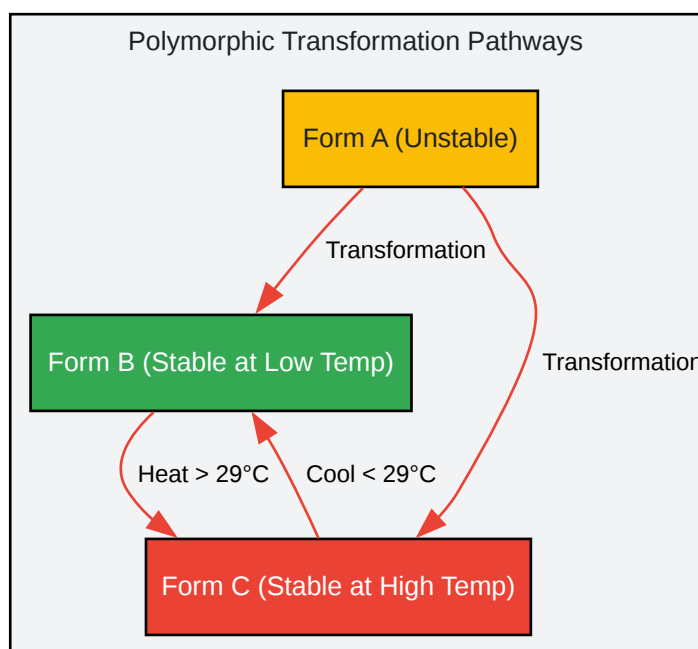 Polymorphic Transformation Pathways
Form A (Unstable)
Transformation
Form B (Stable at Low Temp)
Transformation
Heat > 29°C
Cool < 29°C
Form C (Stable at High Temp)